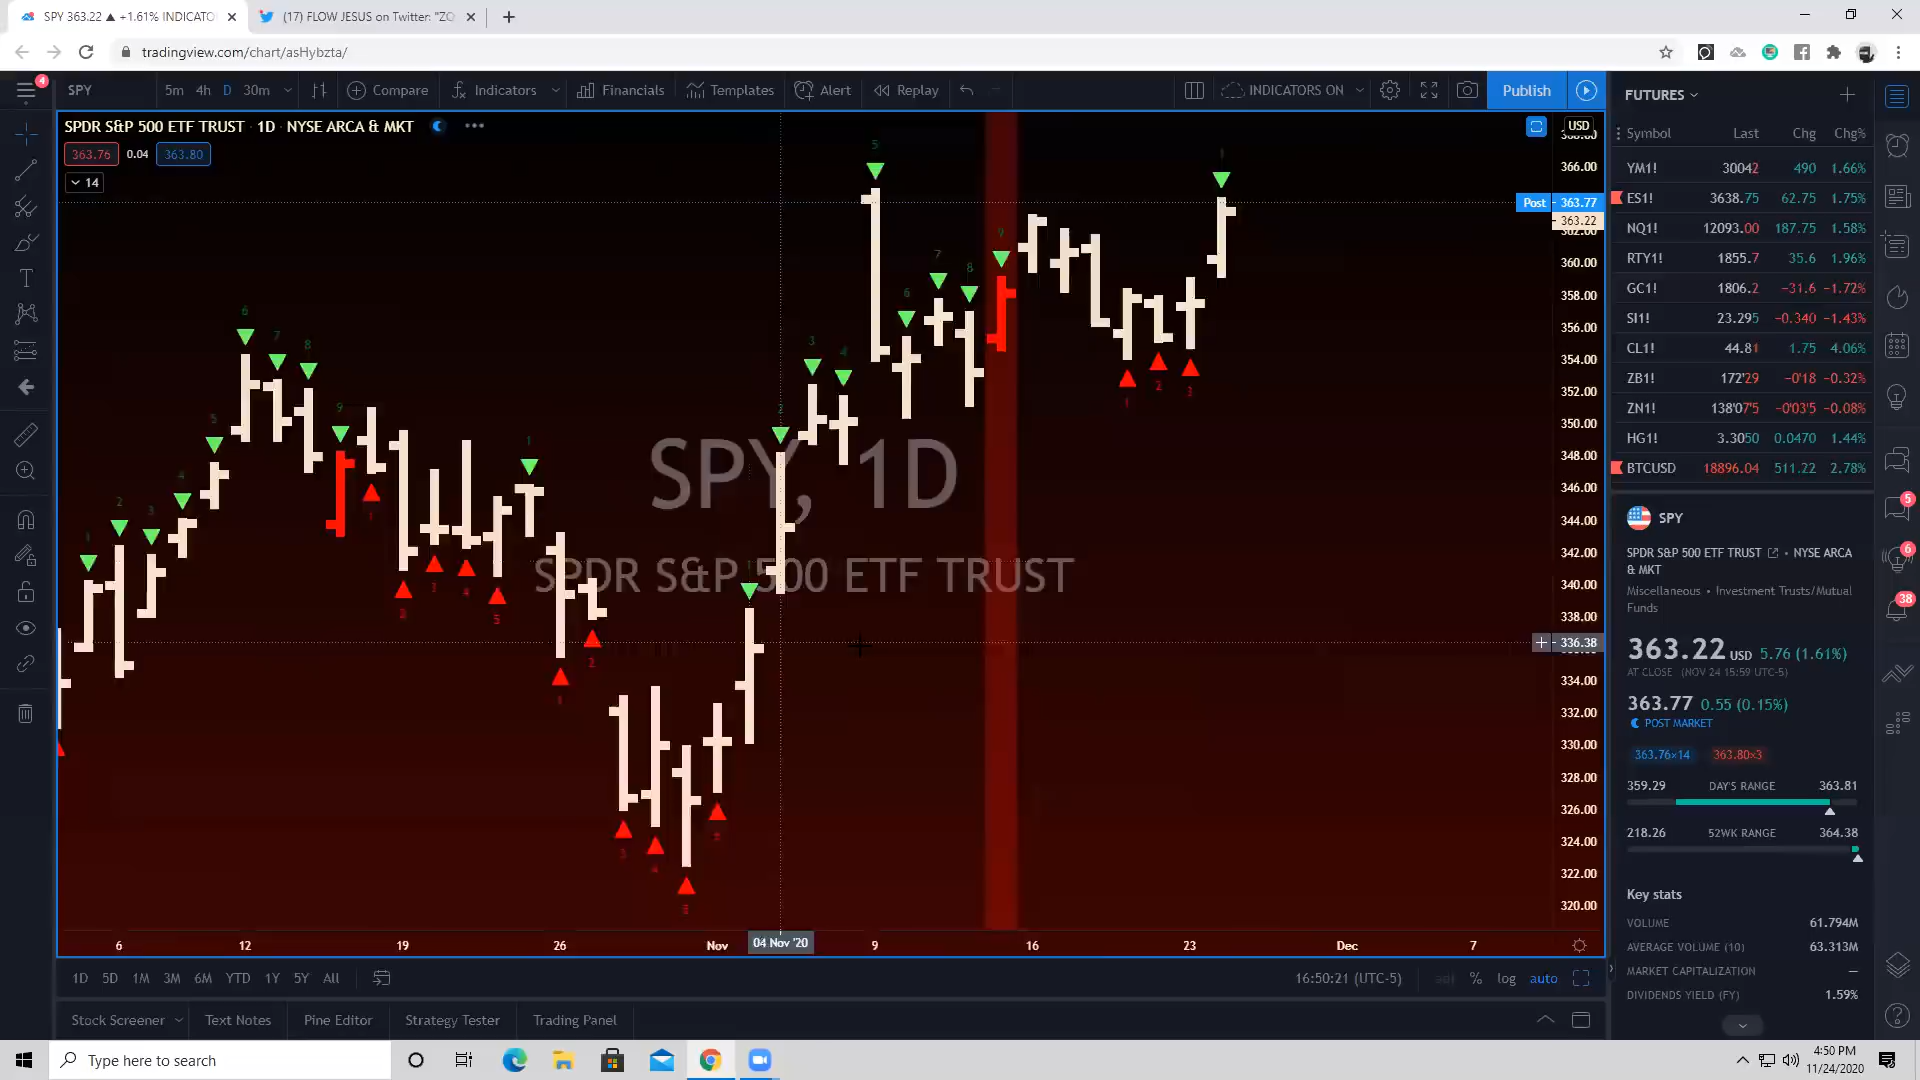 SPY 363.22 ▲ +1.61% INDICATO
(17) FLOW JESUS on Twitter: "ZO
tradingview.com/chart/asHybzta/
4
SPY
5m 4h D 30m
Compare
Indicators
Financials
Templates
Alert
Replay
INDICATORS ON
Publish
SPDR S&P 500 ETF TRUST · 1D · NYSE ARCA & MKT
363.76 0.04 363.80
14
SPY, 1D
SPDR S&P 500 ETF TRUST
USD
366.00
Post 363.77
363.22
362.00
360.00
358.00
356.00
354.00
352.00
350.00
348.00
346.00
344.00
342.00
340.00
338.00
336.38
334.00
332.00
330.00
328.00
326.00
324.00
322.00
320.00
6 12 19 26 Nov 04 Nov '20 9 16 23 Dec 7
1D 5D 1M 3M 6M YTD 1Y 5Y All
16:50:21 (UTC-5)
% log auto
Stock Screener Text Notes Pine Editor Strategy Tester Trading Panel
FUTURES
Symbol Last Chg Chg%
YM1! 30042 490 1.66%
ES1! 3638.75 62.75 1.75%
NQ1! 12093.00 187.75 1.58%
RTY1! 1855.7 35.6 1.96%
GC1! 1806.2 −31.6 −1.72%
SI1! 23.295 −0.340 −1.43%
CL1! 44.81 1.75 4.06%
ZB1! 172'29 −0'18 −0.32%
ZN1! 138'07'5 −0'03'5 −0.08%
HG1! 3.3050 0.0470 1.44%
BTCUSD 18896.04 511.22 2.78%
SPY
SPDR S&P 500 ETF TRUST • NYSE ARCA
& MKT
Miscellaneous • Investment Trusts/Mutual
Funds
363.22 USD 5.76 (1.61%)
AT CLOSE (NOV 24 15:59 UTC-5)
363.77 0.55 (0.15%)
POST MARKET
363.76×14 363.80×3
359.29 DAY'S RANGE 363.81
218.26 52WK RANGE 364.38
Key stats
VOLUME 61.794M
AVERAGE VOLUME (10) 63.313M
MARKET CAPITALIZATION —
DIVIDENDS YIELD (FY) 1.59%
5
6
38
Type here to search
4:50 PM
11/24/2020